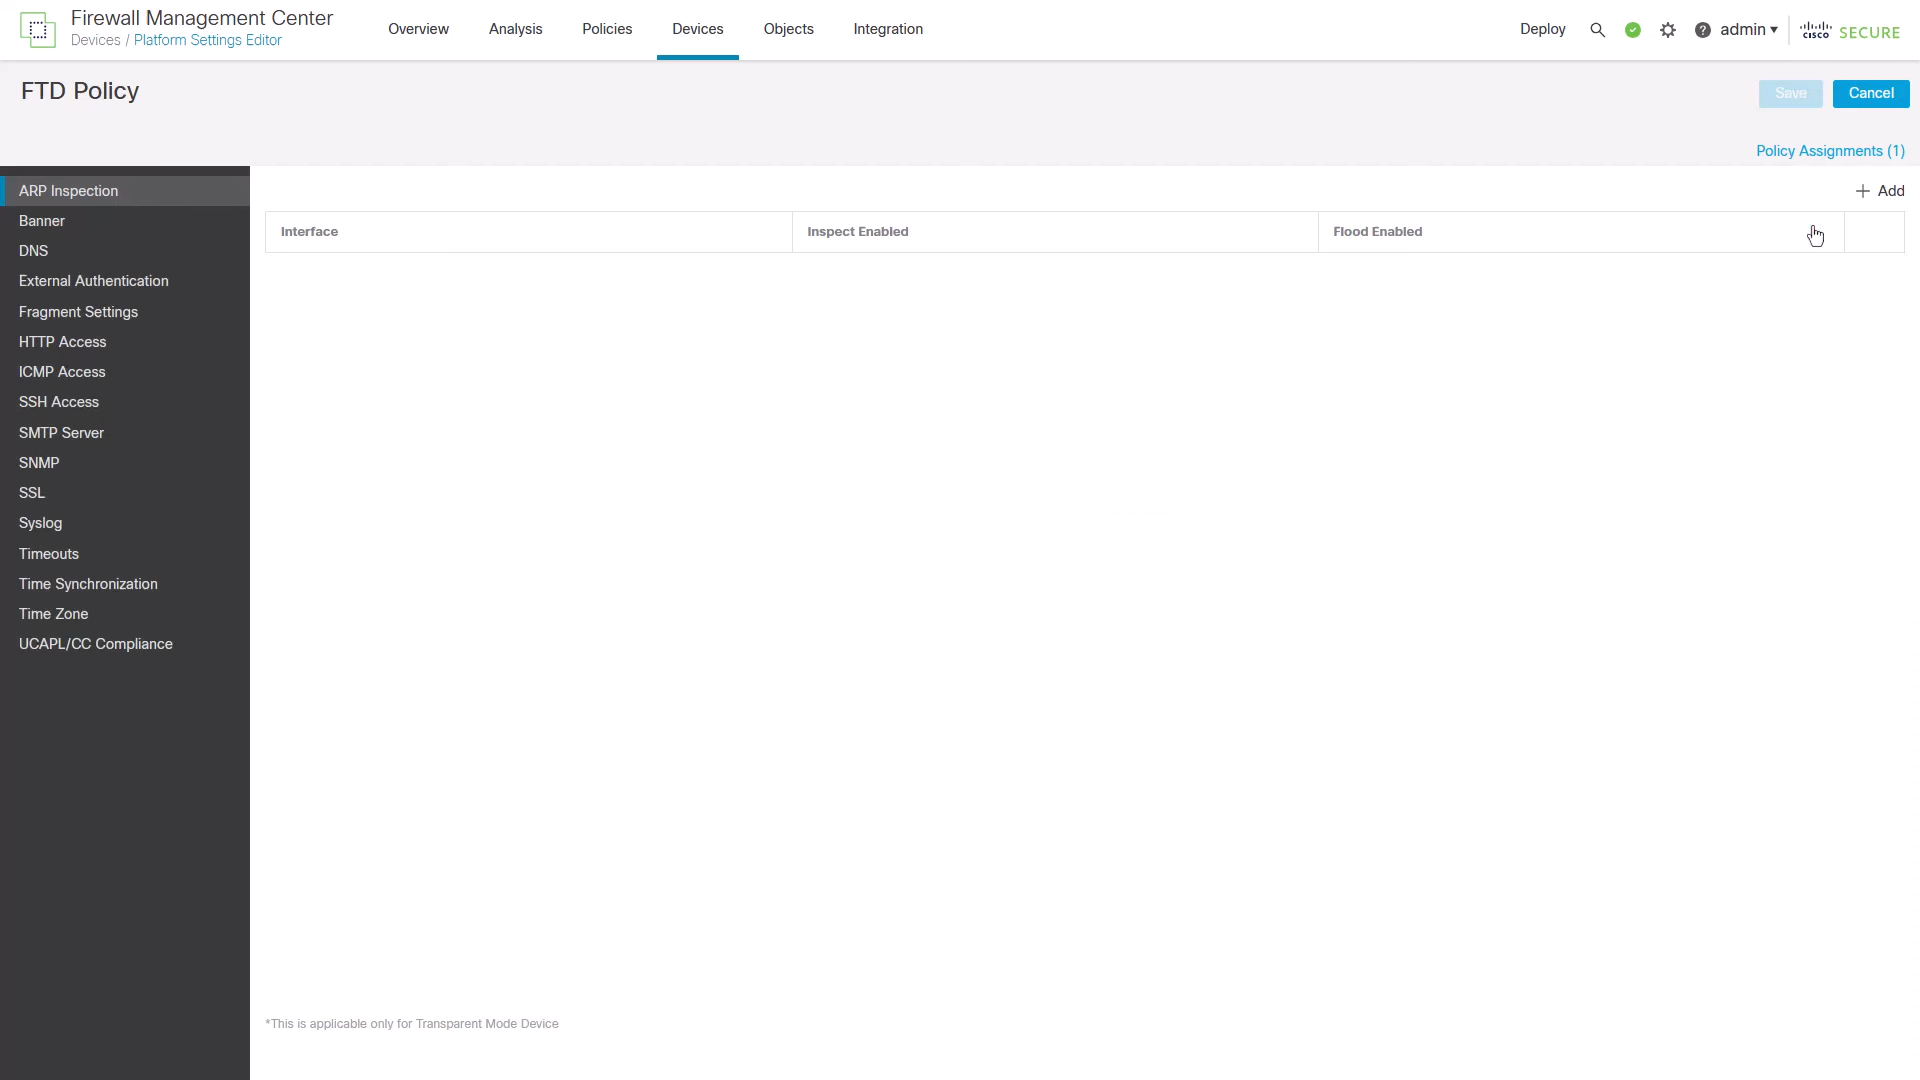 Firewall Management Center
Devices / Platform Settings Editor
Overview Analysis Policies Devices Objects Integration
Deploy admin
cisco SECURE
FTD Policy
Save Cancel
Policy Assignments (1)
ARP Inspection
Banner
DNS
External Authentication
Fragment Settings
HTTP Access
ICMP Access
SSH Access
SMTP Server
SNMP
SSL
Syslog
Timeouts
Time Synchronization
Time Zone
UCAPL/CC Compliance
+ Add
Interface Inspect Enabled Flood Enabled
*This is applicable only for Transparent Mode Device